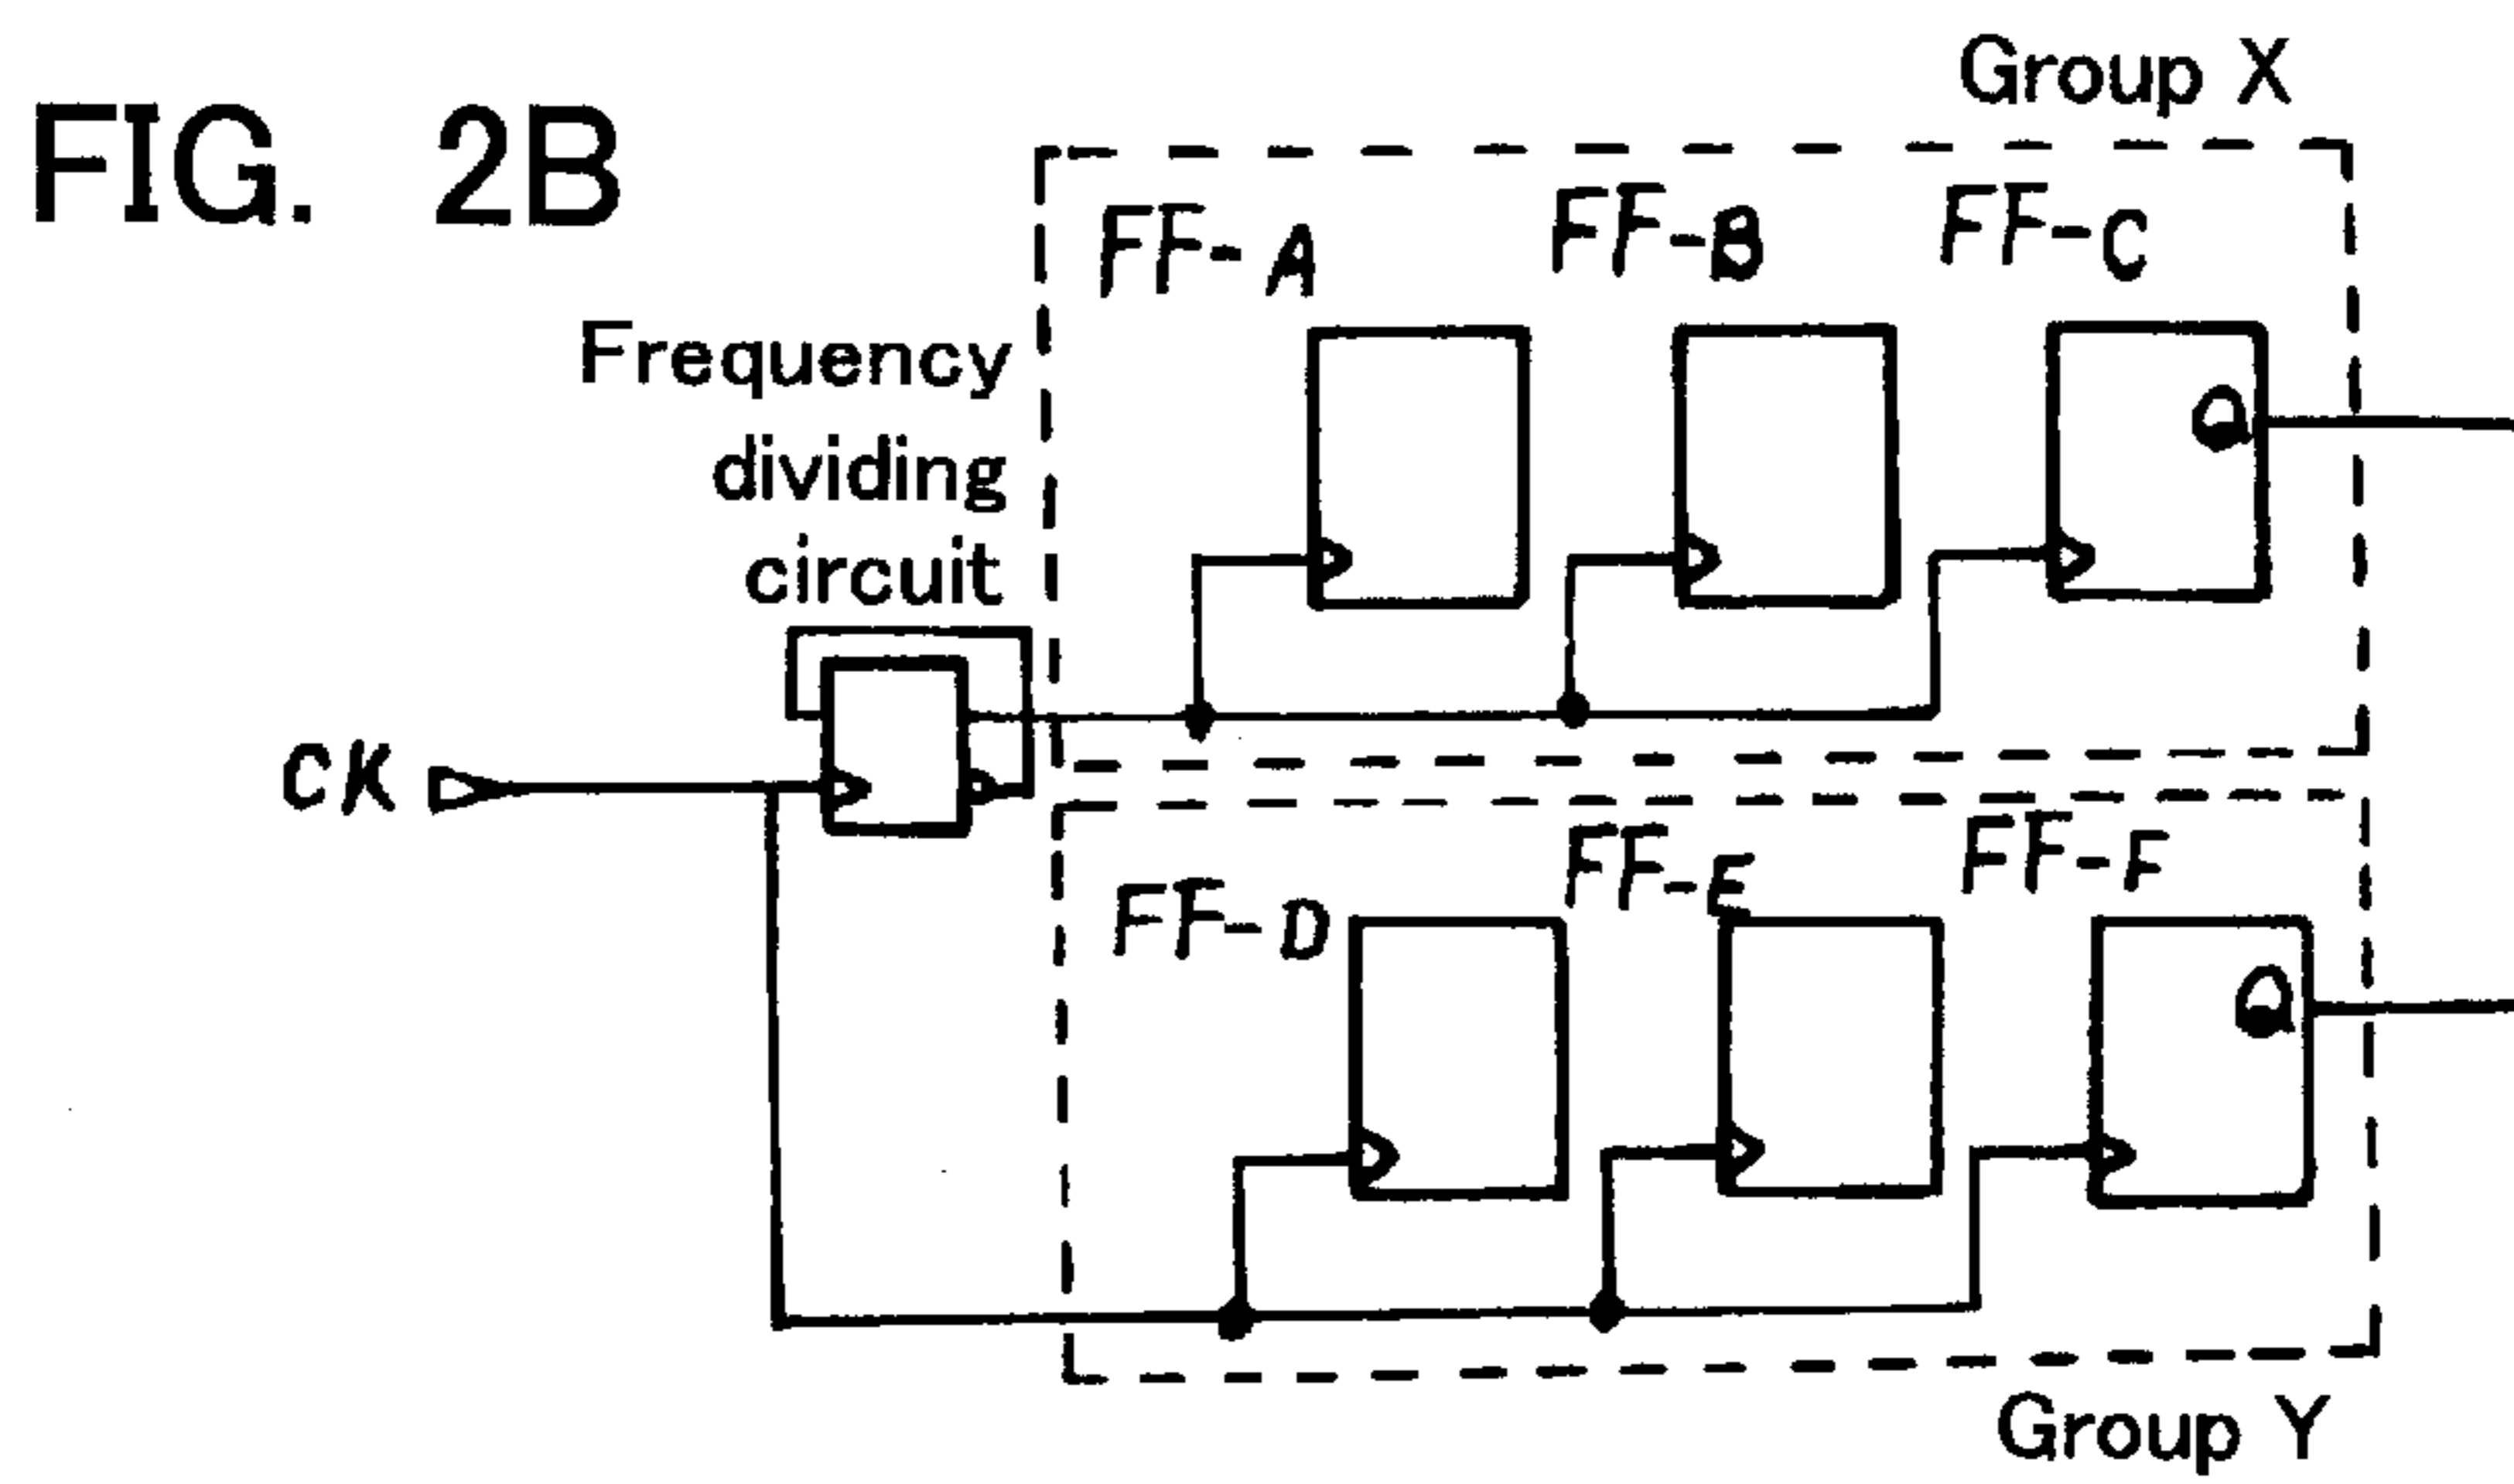 FIG. 2B
Group X
FF-A
FF-B
FF-C
Frequency
dividing
circuit
Q
CK
FF-D
FF-E
FF-F
Q
Group Y